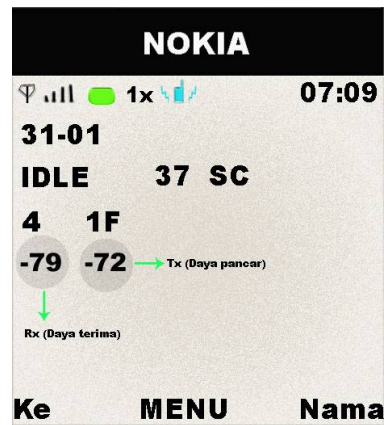 NOKIA
1x 07:09
31-01
IDLE 37 SC
4 1F
-79 -72 Tx (Daya pancar)
Rx (Daya terima)
Ke MENU Nama